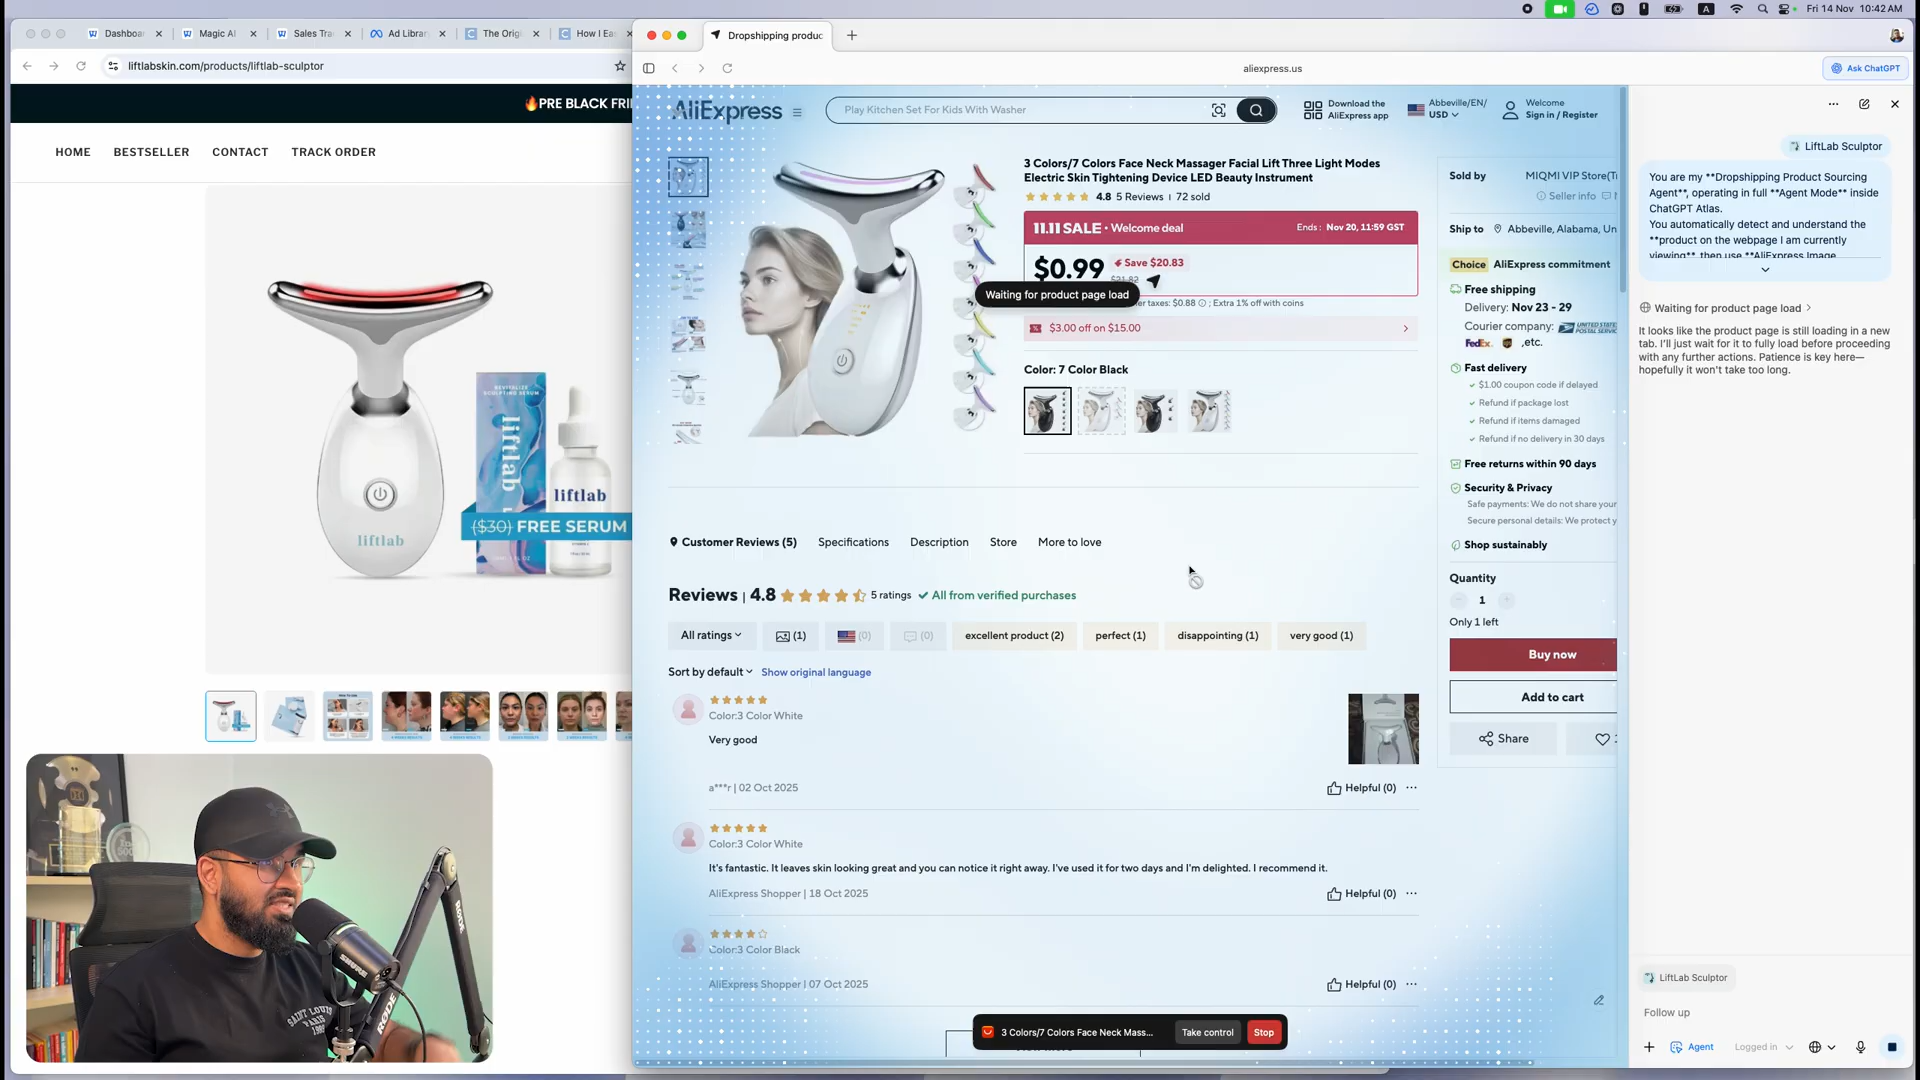 Fri 14 Nov 10:42 AM
Dashboar
Magic AI
Sales Tra
Ad Library
The Origi
How I Eas
liftlabskin.com/products/liftlab-sculptor
🔥PRE BLACK FRI
HOME
BESTSELLER
CONTACT
TRACK ORDER
liftlab
liftlab
liftlab
($30) FREE SERUM
SAINT LOUIS
PARIS
SHURE
RØDE
RØDE
Dropshipping produc
aliexpress.us
Ask ChatGPT
AliExpress
Play Kitchen Set For Kids With Washer
Download the
AliExpress app
Abbeville/EN/
USD
Welcome
Sign in / Register
3 Colors/7 Colors Face Neck Massager Facial Lift Three Light Modes
Electric Skin Tightening Device LED Beauty Instrument
4.8 5 Reviews | 72 sold
11.11 SALE • Welcome deal
Ends : Nov 20, 11:59 GST
$0.99
Save $20.83
$21.82
Waiting for product page load
er taxes: $0.88 ; Extra 1% off with coins
$3.00 off on $15.00
Color: 7 Color Black
Customer Reviews (5)
Specifications
Description
Store
More to love
Reviews | 4.8 5 ratings ✓ All from verified purchases
All ratings
(1)
(0)
(0)
excellent product (2)
perfect (1)
disappointing (1)
very good (1)
Sort by default
Show original language
Color:3 Color White
Very good
a***r | 02 Oct 2025
Helpful (0)
Color:3 Color White
It's fantastic. It leaves skin looking great and you can notice it right away. I've used it for two days and I'm delighted. I recommend it.
AliExpress Shopper | 18 Oct 2025
Helpful (0)
Color:3 Color Black
AliExpress Shopper | 07 Oct 2025
Helpful (0)
3 Colors/7 Colors Face Neck Mass...
Take control
Stop
Sold by
MIQMI VIP Store(Tr
Seller info
Ship to
Abbeville, Alabama, Un
Choice
AliExpress commitment
Free shipping
Delivery: Nov 23 - 29
Courier company: UNITED STATES
FedEx ,etc.
Fast delivery
✓ $1.00 coupon code if delayed
✓ Refund if package lost
✓ Refund if items damaged
✓ Refund if no delivery in 30 days
Free returns within 90 days
Security & Privacy
Safe payments: We do not share your
Secure personal details: We protect y
Shop sustainably
Quantity
1
Only 1 left
Buy now
Add to cart
Share
LiftLab Sculptor
You are my **Dropshipping Product Sourcing
Agent**, operating in full **Agent Mode** inside
ChatGPT Atlas.
You automatically detect and understand the
**product on the webpage I am currently
viewing**, then use **AliExpress Image
Waiting for product page load
It looks like the product page is still loading in a new
tab. I'll just wait for it to fully load before proceeding
with any further actions. Patience is key here—
hopefully it won't take too long.
LiftLab Sculptor
Follow up
Agent
Logged in